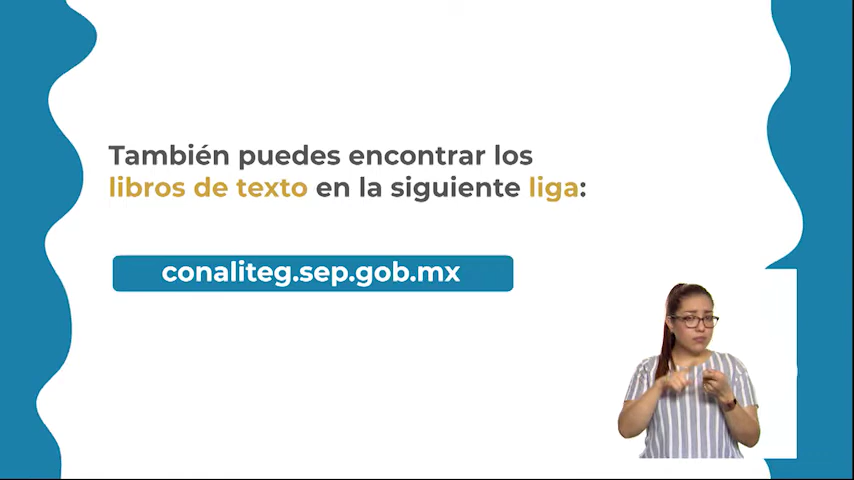 También puedes encontrar los
libros de texto en la siguiente liga:
conaliteg.sep.gob.mx